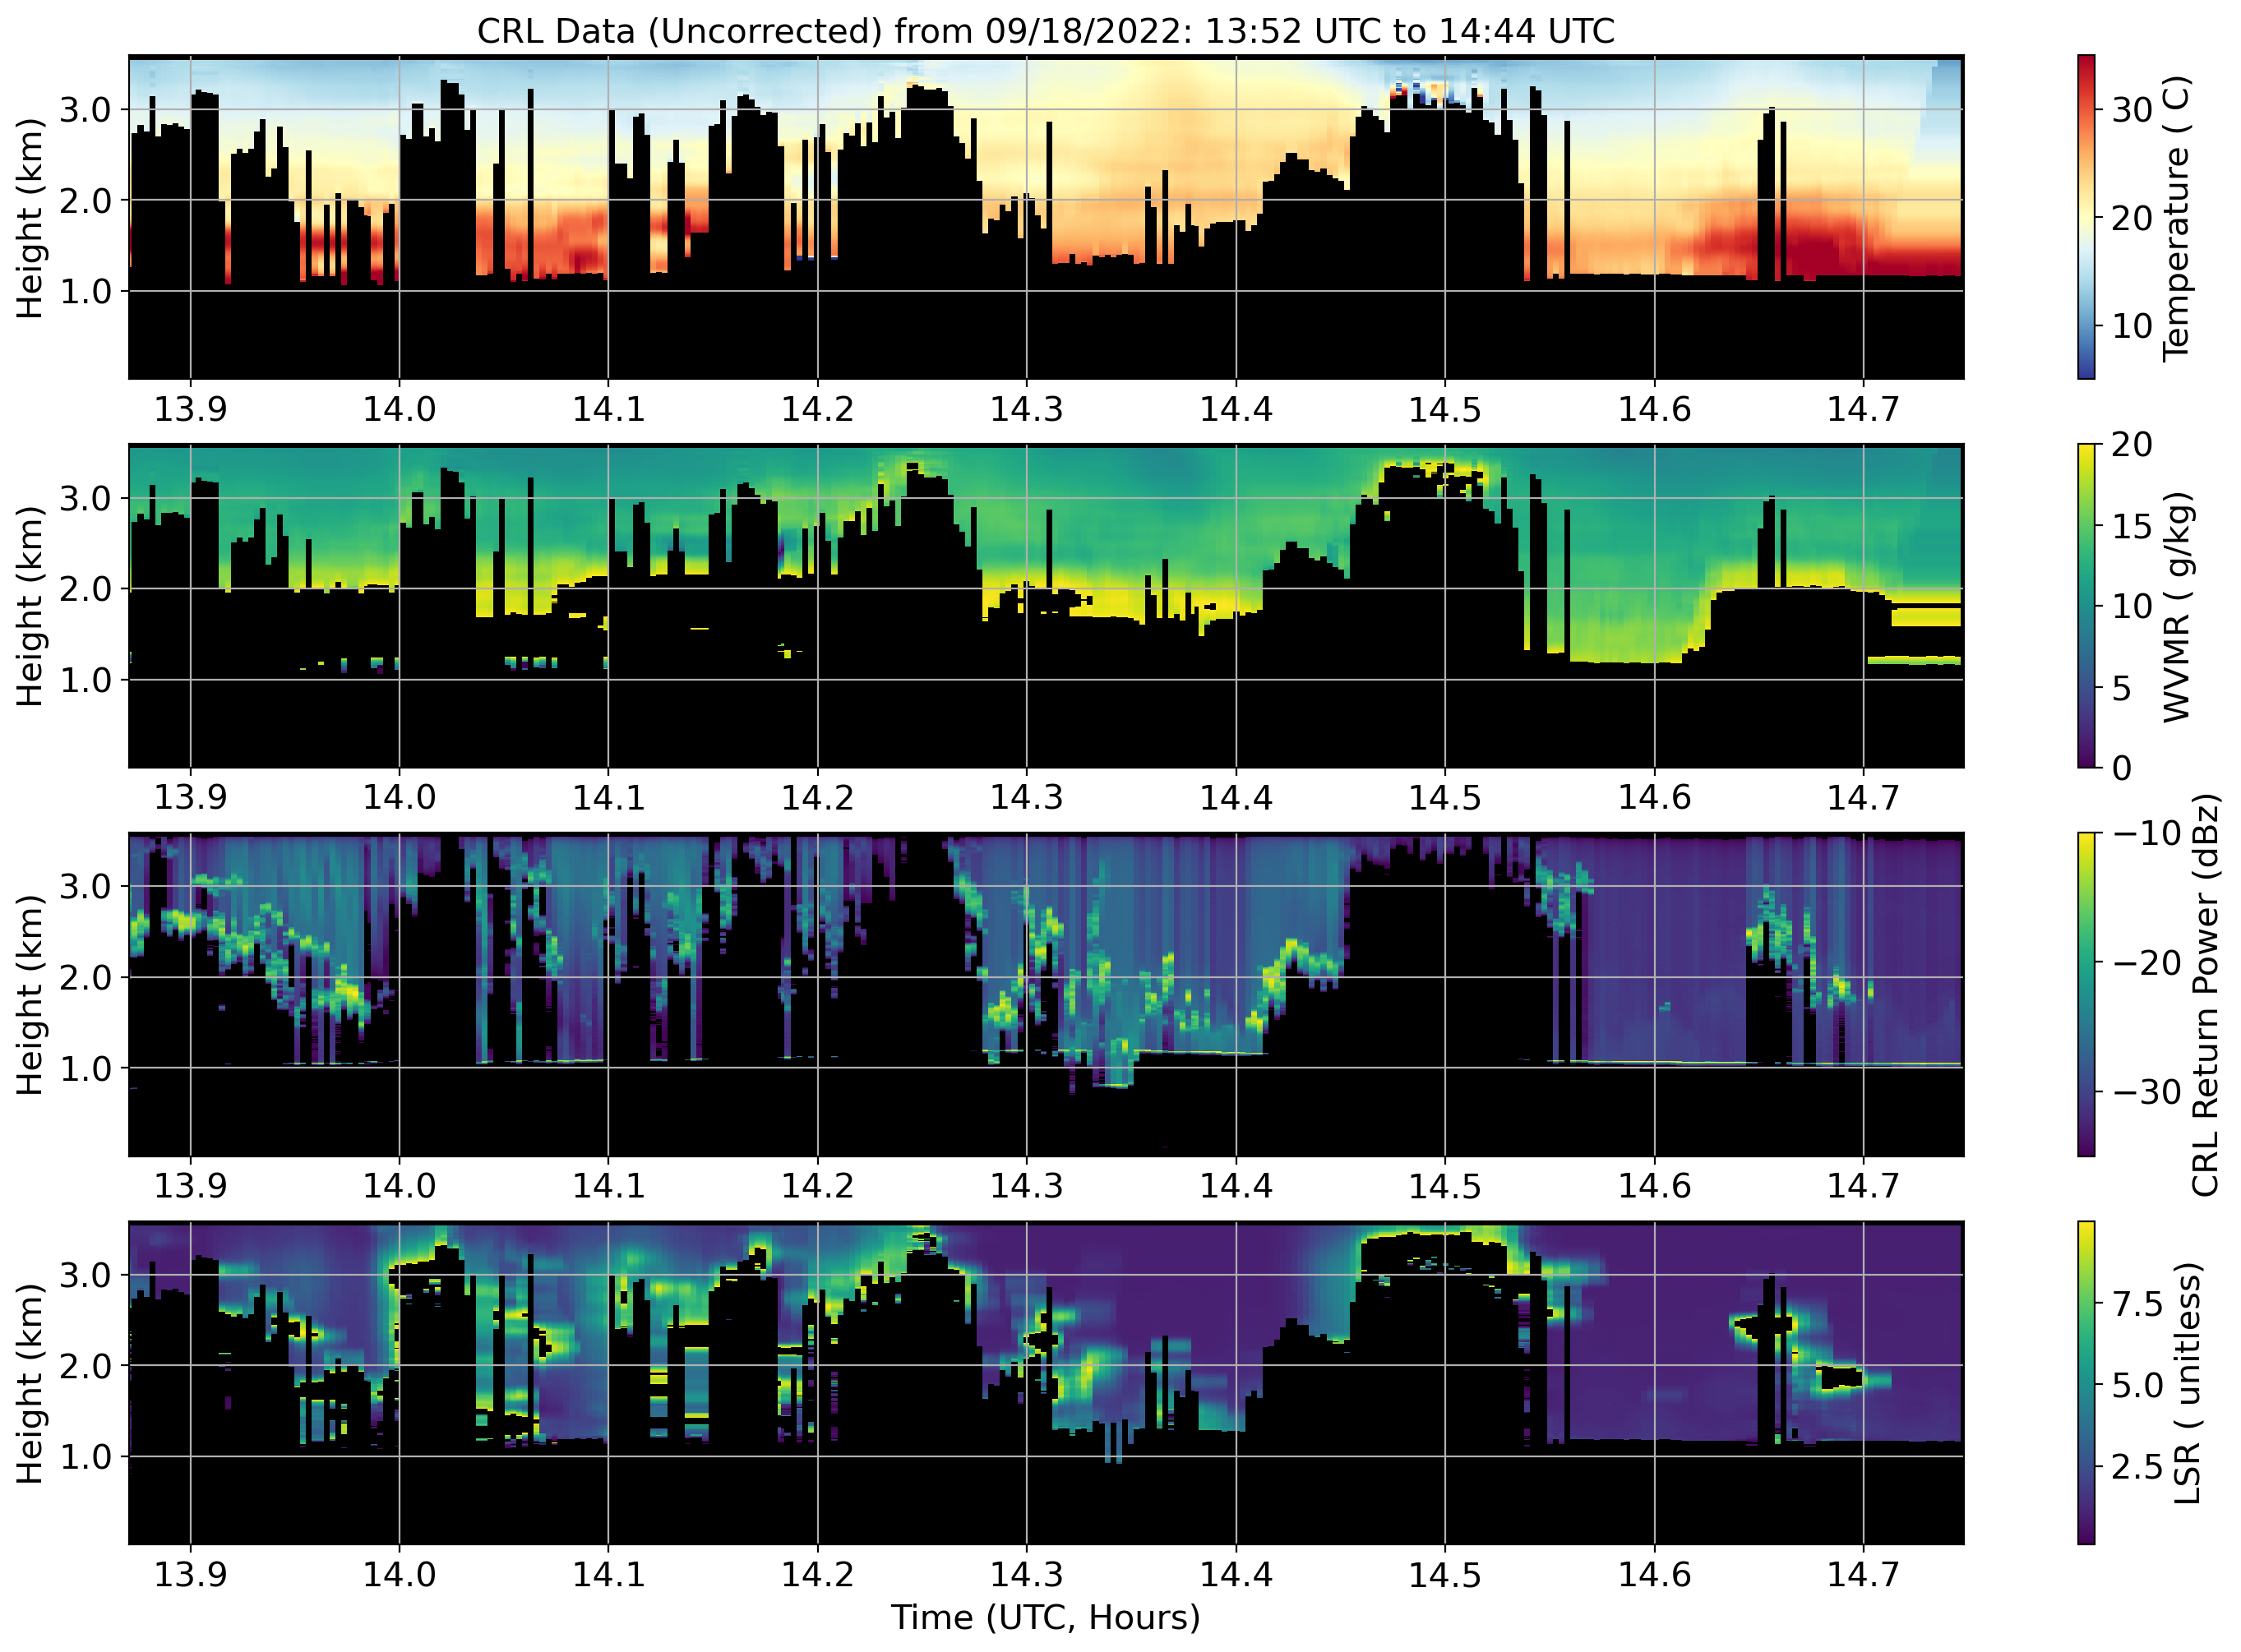 CRL Data (Uncorrected) from 09/18/2022: 13:52 UTC to 14:44 UTC
Height (km)
3.0
2.0
1.0
13.9 14.0 14.1 14.2 14.3 14.4 14.5 14.6 14.7
30
20
10
Temperature ( C)
Height (km)
3.0
2.0
1.0
13.9 14.0 14.1 14.2 14.3 14.4 14.5 14.6 14.7
20
15
10
5
0
WVMR ( g/kg)
Height (km)
3.0
2.0
1.0
13.9 14.0 14.1 14.2 14.3 14.4 14.5 14.6 14.7
−10
−20
−30
CRL Return Power (dBz)
Height (km)
3.0
2.0
1.0
13.9 14.0 14.1 14.2 14.3 14.4 14.5 14.6 14.7
7.5
5.0
2.5
LSR ( unitless)
Time (UTC, Hours)